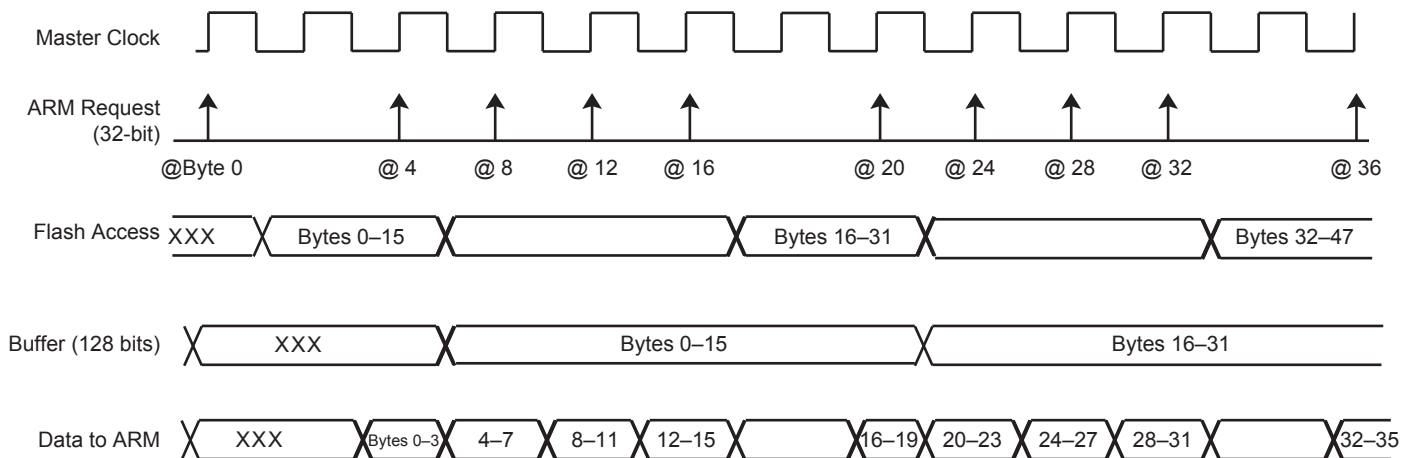 Master Clock
ARM Request
(32-bit)
@Byte 0 @ 4 @ 8 @ 12 @ 16 @ 20 @ 24 @ 28 @ 32 @ 36
Flash Access XXX Bytes 0–15 Bytes 16–31 Bytes 32–47
Buffer (128 bits) XXX Bytes 0–15 Bytes 16–31
Data to ARM XXX Bytes 0–3 4–7 8–11 12–15 16–19 20–23 24–27 28–31 32–35